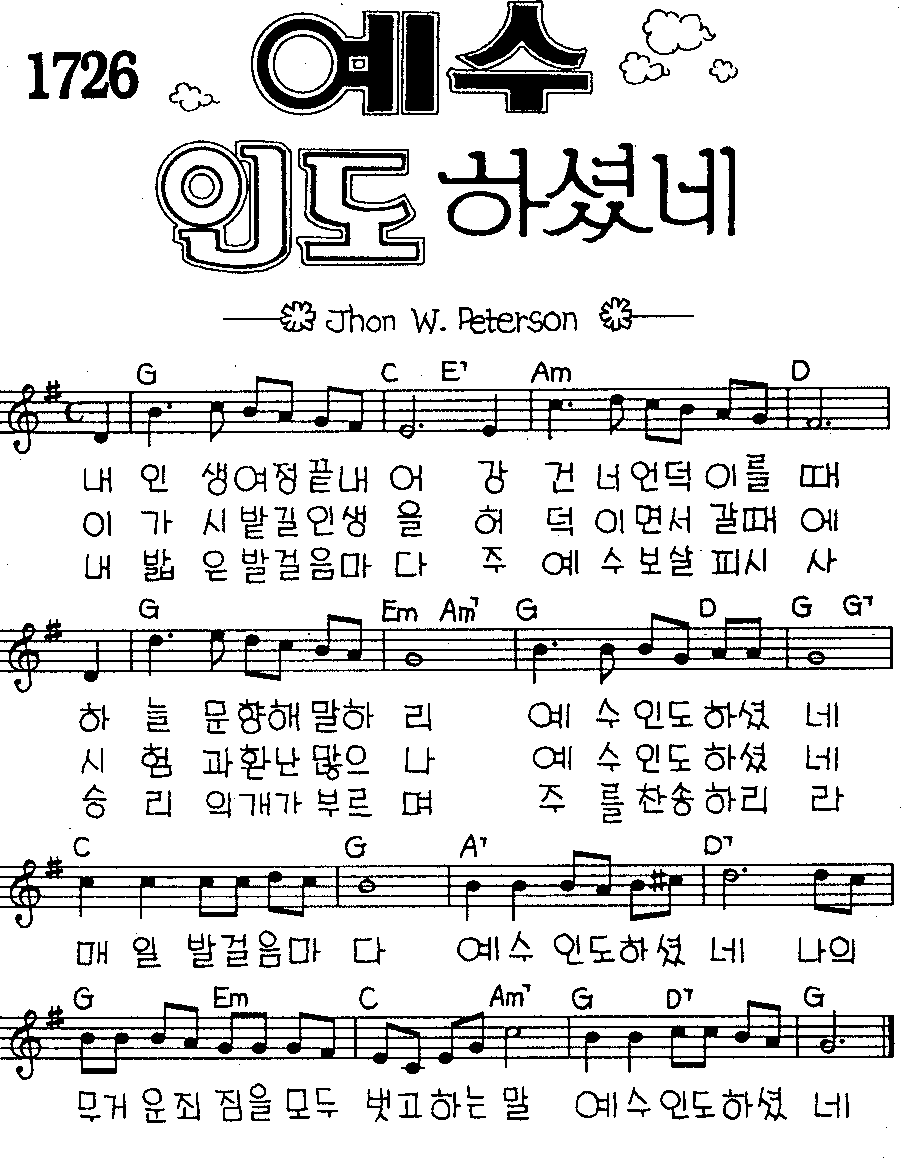 1726
예수
인도 하셨네
Jhon W. Peterson
G C E7 Am D
내 인 생여정끝내 어 강 건 너언덕이를 때
이 가 시밭길인생 을 허 덕 이면서 갈때 에
내 밟 은발걸음마 다 주 예 수보살 피시 사
G Em Am7 G D G G7
하 늘 문향해말하 리 예 수인도하셨 네
시 험 과환난많으 나 예 수인도하셨 네
승 리 의개가부르 며 주 를찬송하리 라
C G A7 D7
매 일 발걸음마 다 예수 인도하셨 네 나의
G Em C Am7 G D7 G
무거운죄 짐을모두 벗고하는 말 예수인도하셨 네